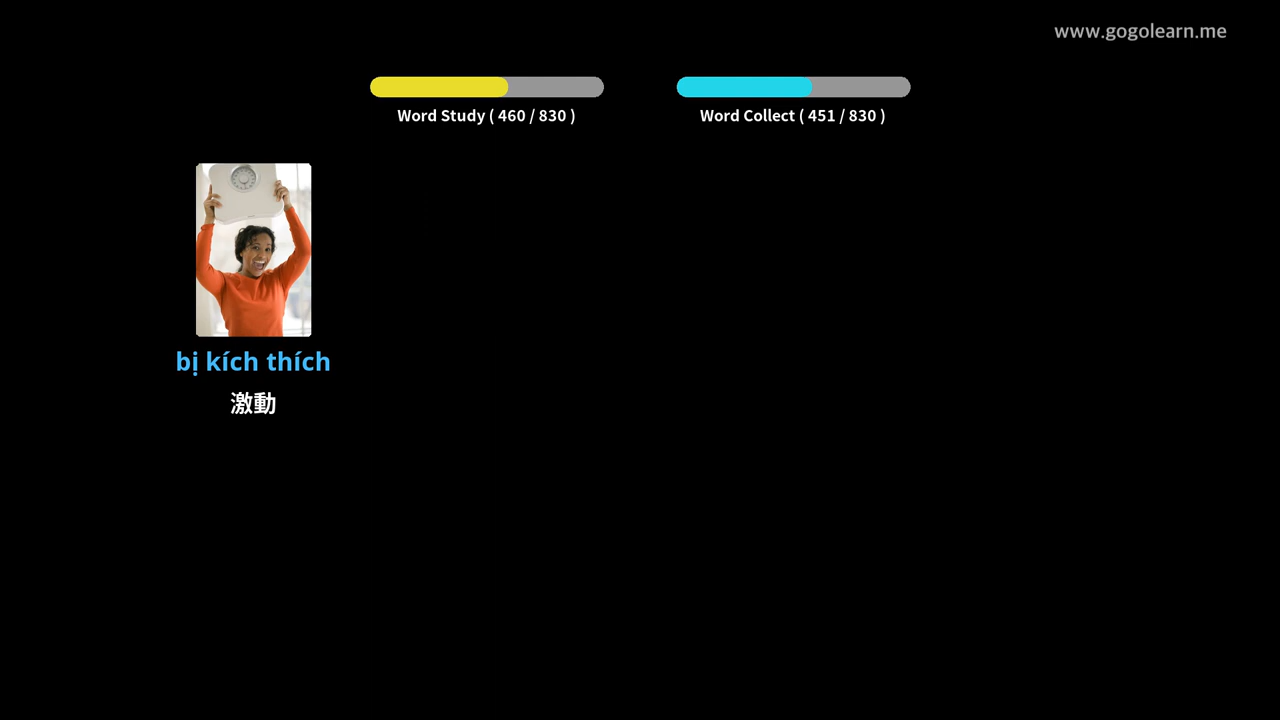 www.gogolearn.me
Word Study ( 460 / 830 )
Word Collect ( 451 / 830 )
bị kích thích
激動